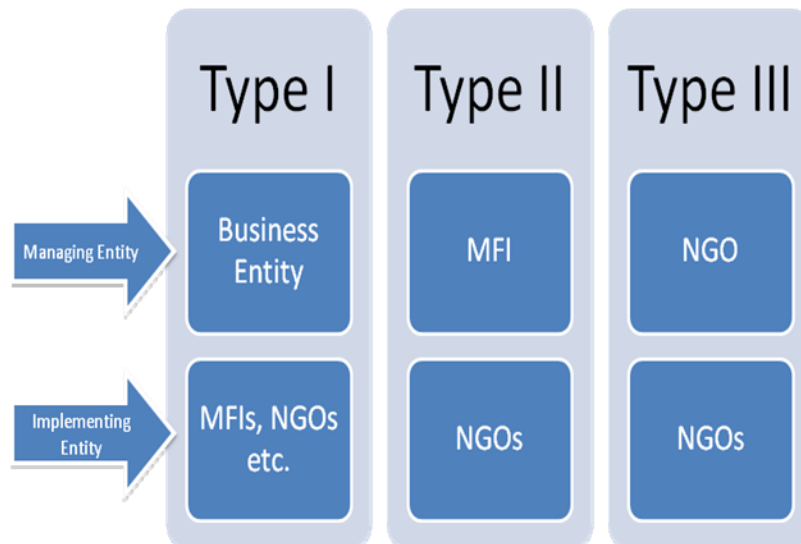 Type I
Type II
Type III
Managing Entity
Business
Entity
MFI
NGO
Implementing
Entity
MFIs, NGOs
etc.
NGOs
NGOs